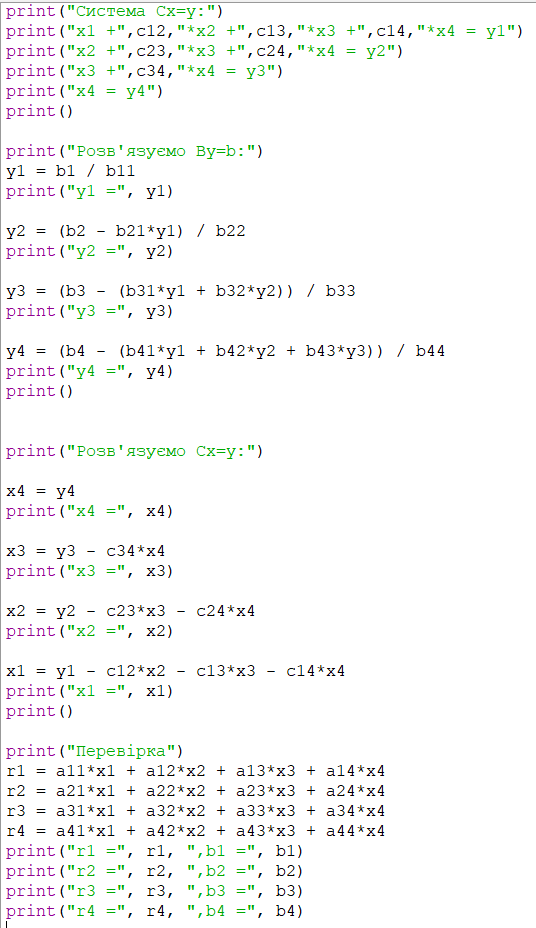 print("Система Cx=y:")
print("x1 +",c12,"*x2 +",c13,"*x3 +",c14,"*x4 = y1")
print("x2 +",c23,"*x3 +",c24,"*x4 = y2")
print("x3 +",c34,"*x4 = y3")
print("x4 = y4")
print()
print("Розв'язуємо By=b:")
y1 = b1 / b11
print("y1 =", y1)
y2 = (b2 - b21*y1) / b22
print("y2 =", y2)
y3 = (b3 - (b31*y1 + b32*y2)) / b33
print("y3 =", y3)
y4 = (b4 - (b41*y1 + b42*y2 + b43*y3)) / b44
print("y4 =", y4)
print()
print("Розв'язуємо Cx=y:")
x4 = y4
print("x4 =", x4)
x3 = y3 - c34*x4
print("x3 =", x3)
x2 = y2 - c23*x3 - c24*x4
print("x2 =", x2)
x1 = y1 - c12*x2 - c13*x3 - c14*x4
print("x1 =", x1)
print()
print("Перевірка")
r1 = a11*x1 + a12*x2 + a13*x3 + a14*x4
r2 = a21*x1 + a22*x2 + a23*x3 + a24*x4
r3 = a31*x1 + a32*x2 + a33*x3 + a34*x4
r4 = a41*x1 + a42*x2 + a43*x3 + a44*x4
print("r1 =", r1, ",b1 =", b1)
print("r2 =", r2, ",b2 =", b2)
print("r3 =", r3, ",b3 =", b3)
print("r4 =", r4, ",b4 =", b4)